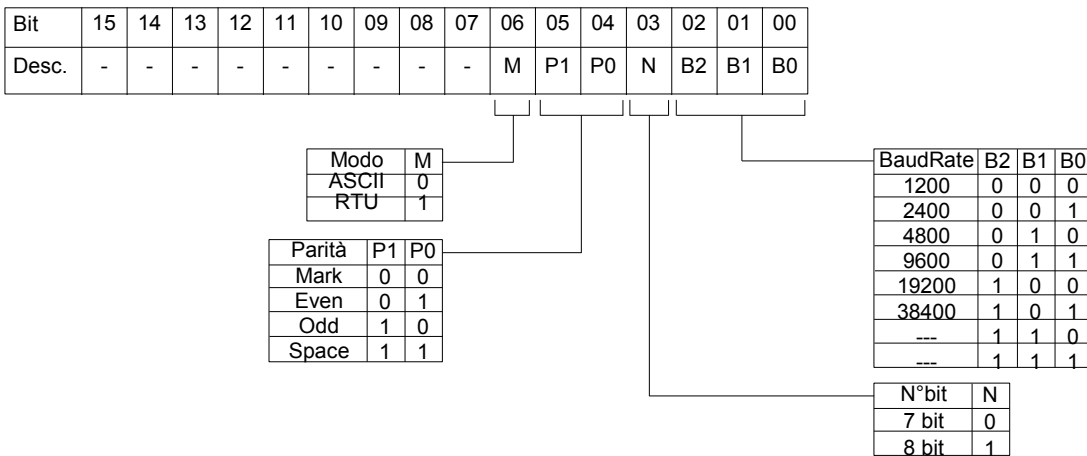 Bit 15 14 13 12 11 10 09 08 07 06 05 04 03 02 01 00
Desc. - - - - - - - - - M P1 P0 N B2 B1 B0
Modo M
ASCII 0
RTU 1
Parità P1 P0
Mark 0 0
Even 0 1
Odd 1 0
Space 1 1
BaudRate B2 B1 B0
1200 0 0 0
2400 0 0 1
4800 0 1 0
9600 0 1 1
19200 1 0 0
38400 1 0 1
--- 1 1 0
--- 1 1 1
N°bit N
7 bit 0
8 bit 1